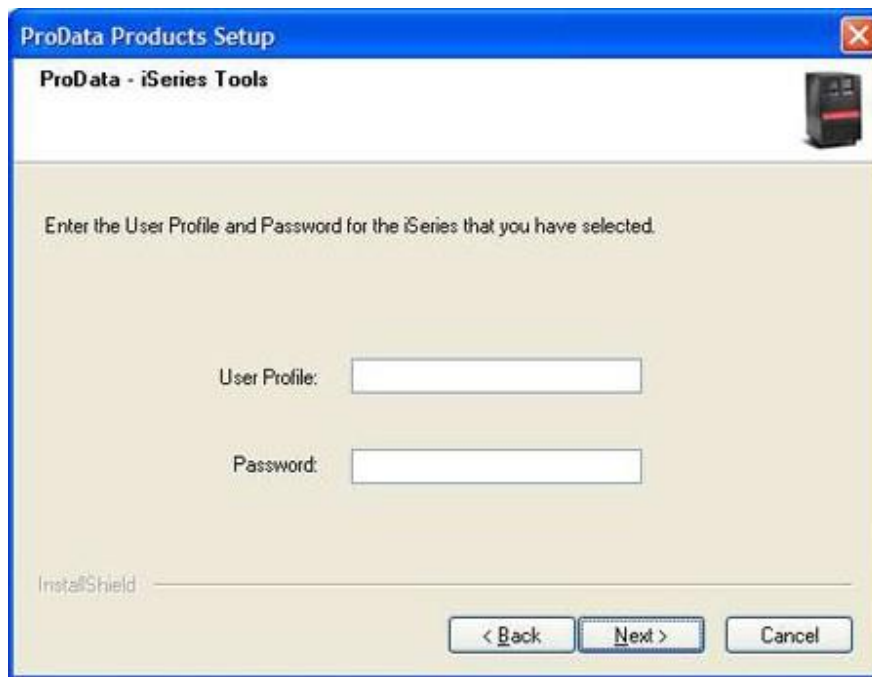 ProData Products Setup
ProData - iSeries Tools
Enter the User Profile and Password for the iSeries that you have selected.
User Profile:
Password:
InstallShield
< Back Next > Cancel